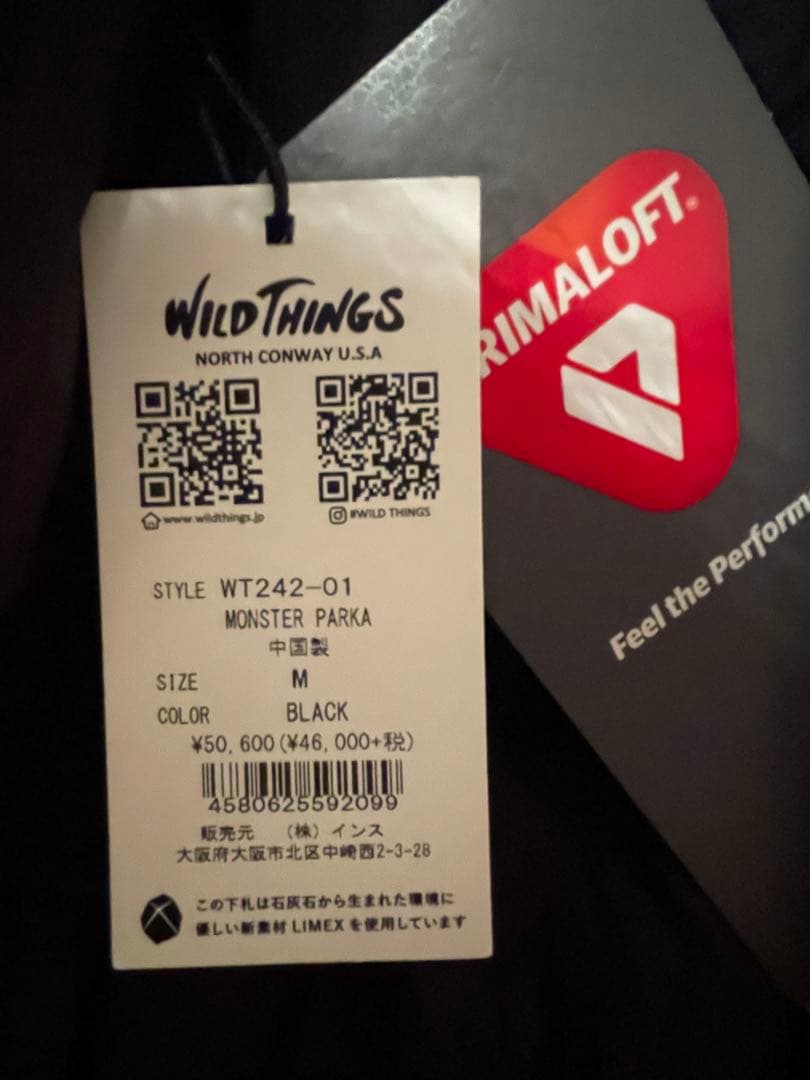 WILD THINGS
NORTH CONWAY U.S.A
www.wildthings.jp
#WILD THINGS
STYLE WT242-01
MONSTER PARKA
中国製
SIZE M
COLOR BLACK
¥50,600(¥46,000+税)
4580625592099
販売元 (株)インス
大阪府大阪市北区中崎西2-3-28
この下札は石灰石から生まれた環境に
優しい新素材 LIMEX を使用しています
RIMALOFT®
Feel the Perform